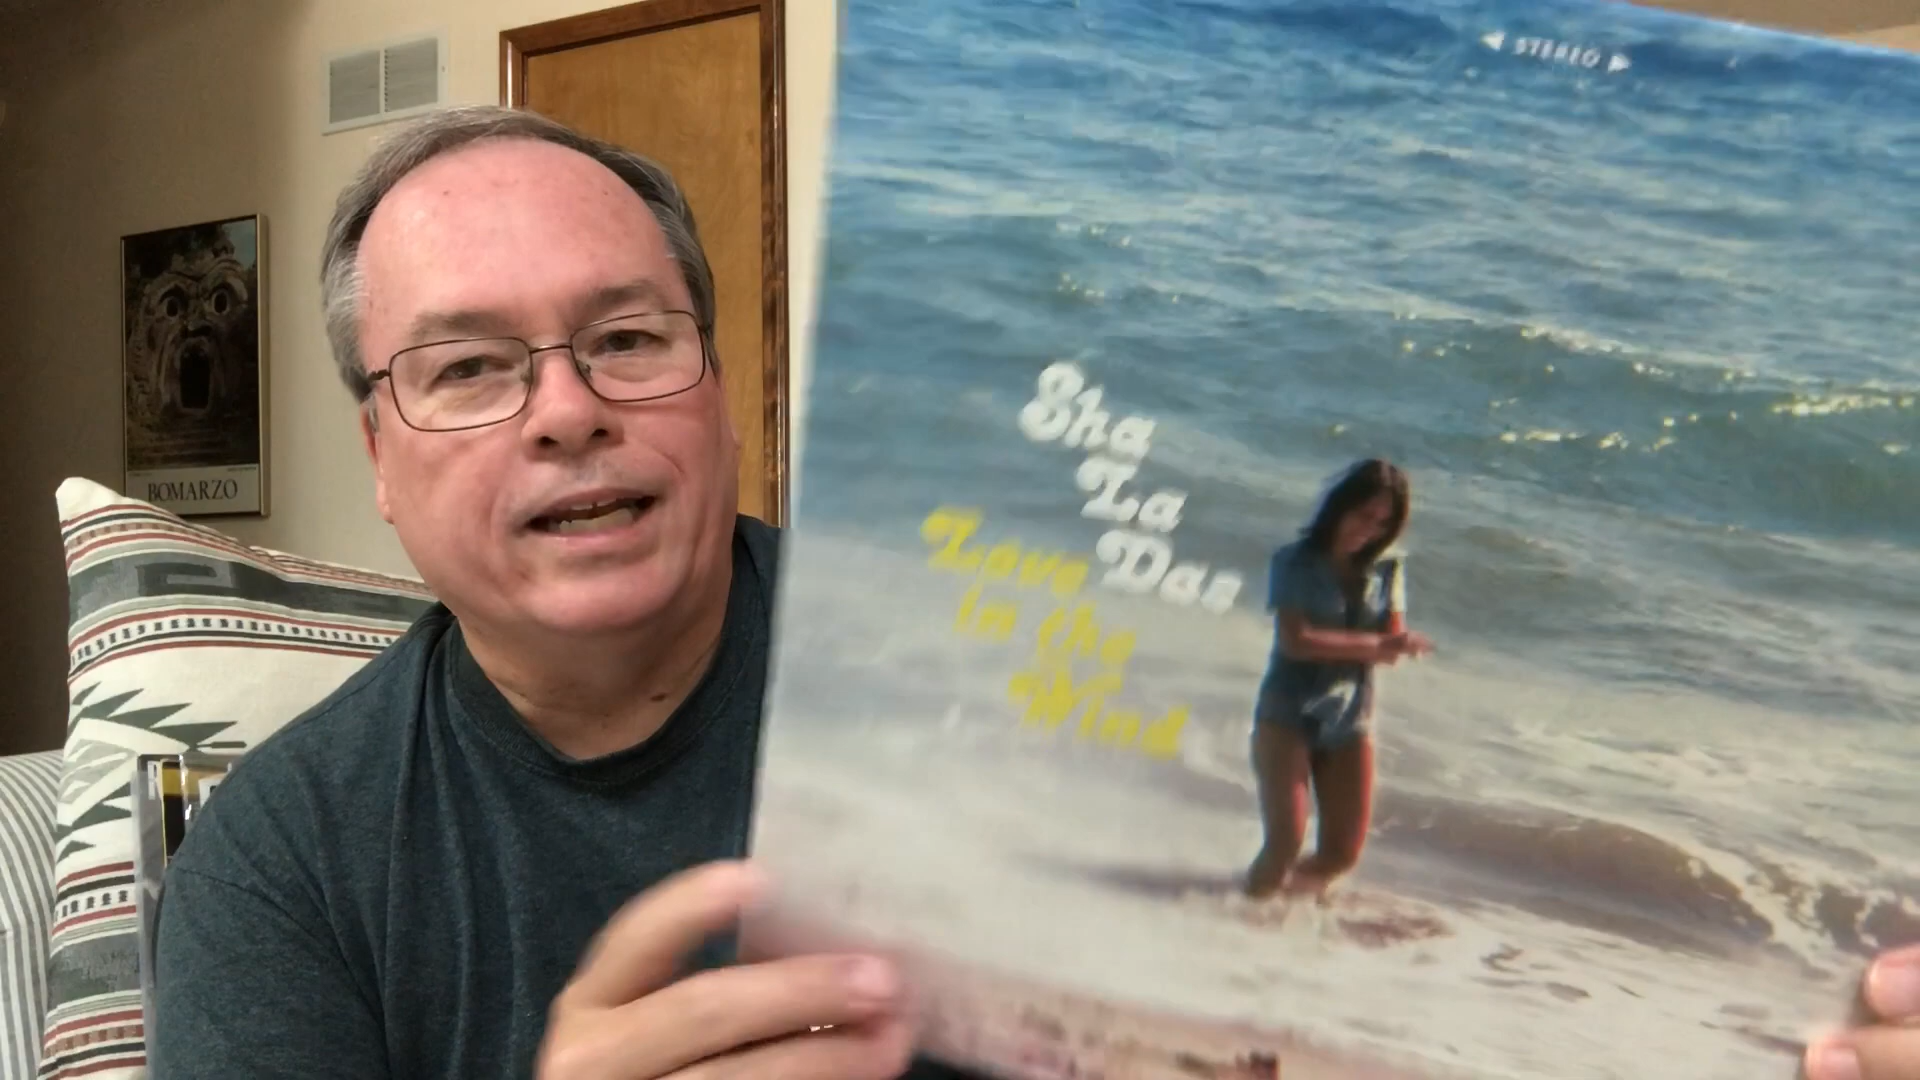 ◀ STEREO ▶
Sha
La
Das
Love
in the
Wind
BOMARZO